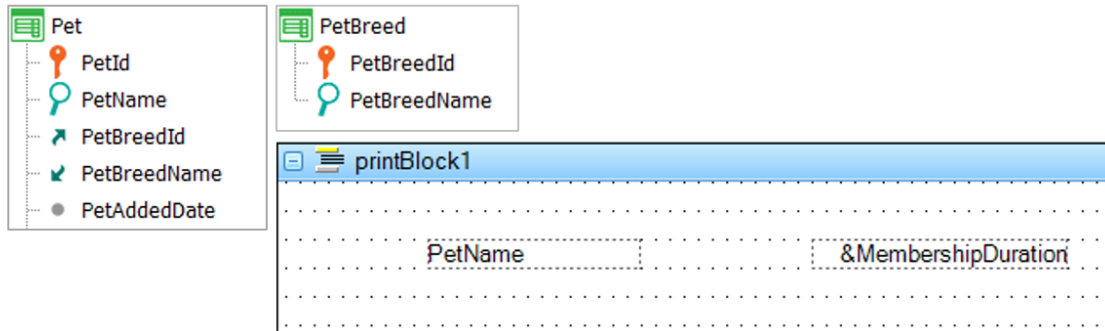 Pet
PetId
PetName
PetBreedId
PetBreedName
PetAddedDate
PetBreed
PetBreedId
PetBreedName
printBlock1
PetName &MembershipDuration